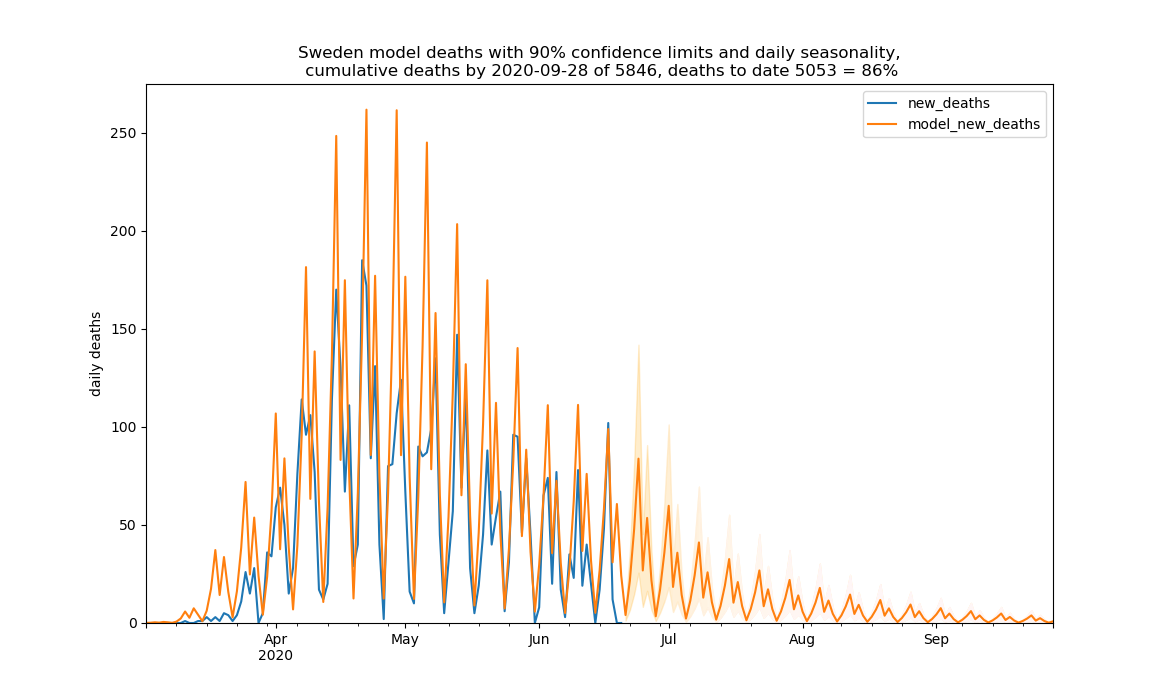 Sweden model deaths with 90% confidence limits and daily seasonality,
cumulative deaths by 2020-09-28 of 5846, deaths to date 5053 = 86%
new_deaths
model_new_deaths
daily deaths
250
200
150
100
50
0
Apr
2020
May
Jun
Jul
Aug
Sep